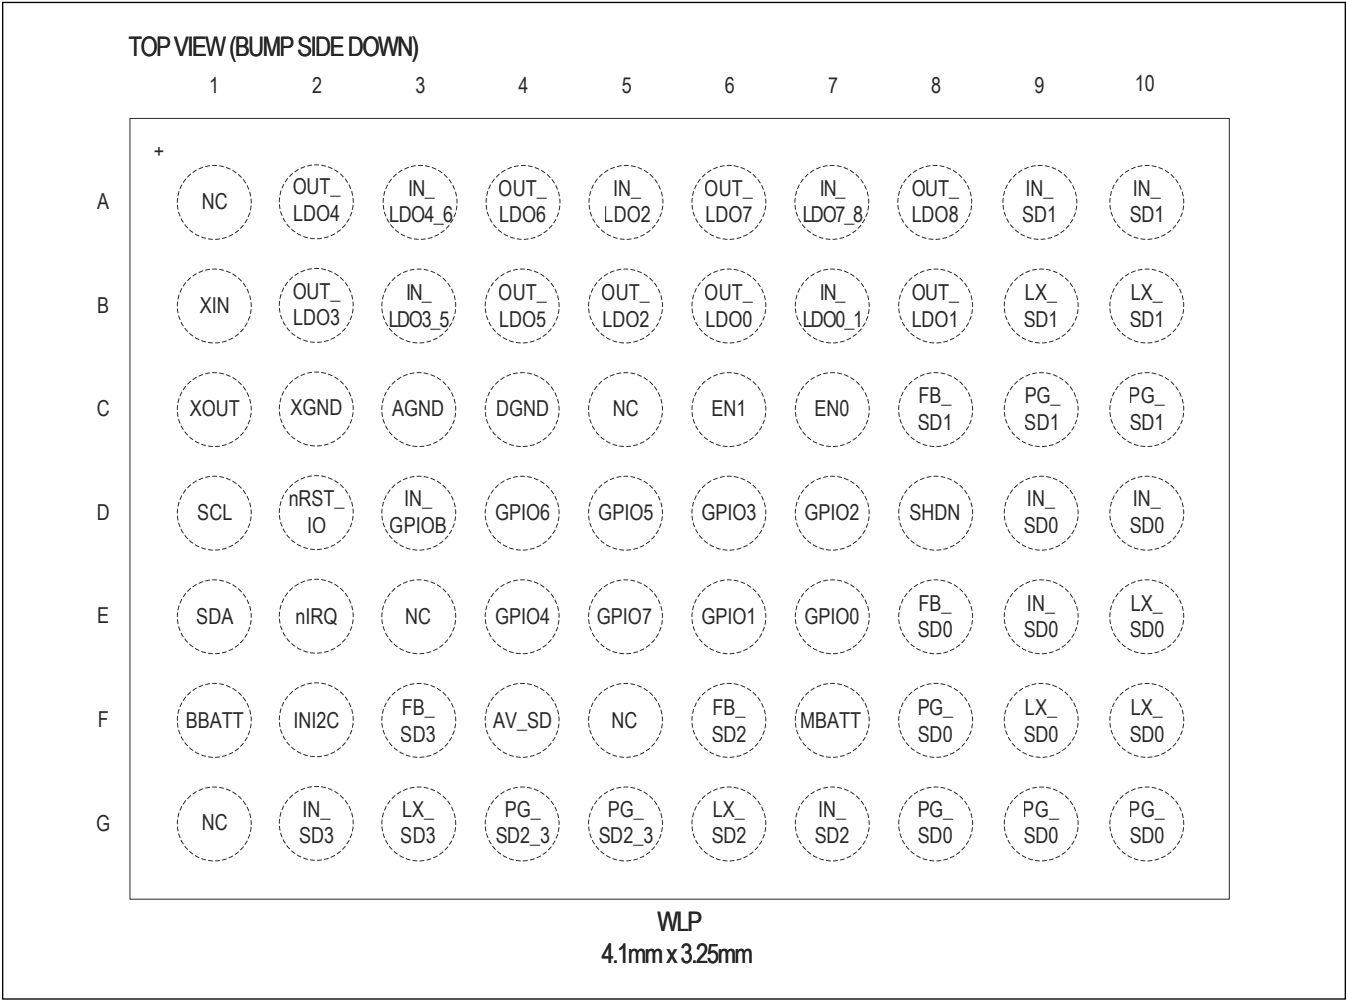 TOP VIEW (BUMP SIDE DOWN)
1 2 3 4 5 6 7 8 9 10
+
A NC OUT_ IN_ OUT_ IN_ OUT_ IN_ OUT_ IN_ IN_
LDO4 LDO4_6 LDO6 LDO2 LDO7 LDO7_8 LDO8 SD1 SD1
B XIN OUT_ IN_ OUT_ OUT_ OUT_ IN_ OUT_ LX_ LX_
LDO3 LDO3_5 LDO5 LDO2 LDO0 LDO0_1 LDO1 SD1 SD1
C XOUT XGND AGND DGND NC EN1 EN0 FB_ PG_ PG_
SD1 SD1 SD1
D SCL nRST_ IN_ GPIO6 GPIO5 GPIO3 GPIO2 SHDN IN_ IN_
IO GPIOB SD0 SD0
E SDA nIRQ NC GPIO4 GPIO7 GPIO1 GPIO0 FB_ IN_ LX_
SD0 SD0 SD0
F BBATT INI2C FB_ AV_SD NC FB_ MBATT PG_ LX_ LX_
SD3 SD2 SD0 SD0 SD0
G NC IN_ LX_ PG_ PG_ LX_ IN_ PG_ PG_ PG_
SD3 SD3 SD2_3 SD2_3 SD2 SD2 SD0 SD0 SD0
WLP
4.1mm x 3.25mm